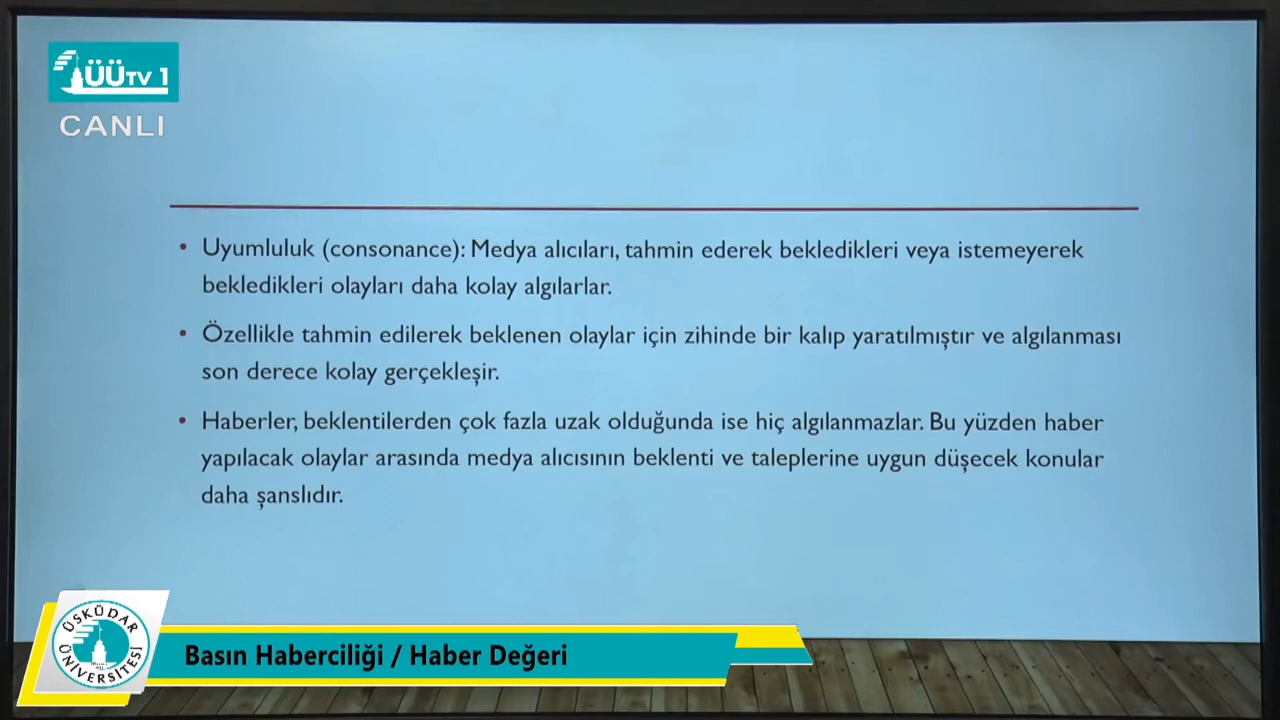 ÜÜTV 1
CANLI
• Uyumluluk (consonance): Medya alıcıları, tahmin ederek bekledikleri veya istemeyerek
bekledikleri olayları daha kolay algılarlar.
• Özellikle tahmin edilerek beklenen olaylar için zihinde bir kalıp yaratılmıştır ve algılanması
son derece kolay gerçekleşir.
• Haberler, beklentilerden çok fazla uzak olduğunda ise hiç algılanmazlar. Bu yüzden haber
yapılacak olaylar arasında medya alıcısının beklenti ve taleplerine uygun düşecek konular
daha şanslıdır.
ÜSKÜDAR
ÜNİVERSİTESİ
Basın Haberciliği / Haber Değeri